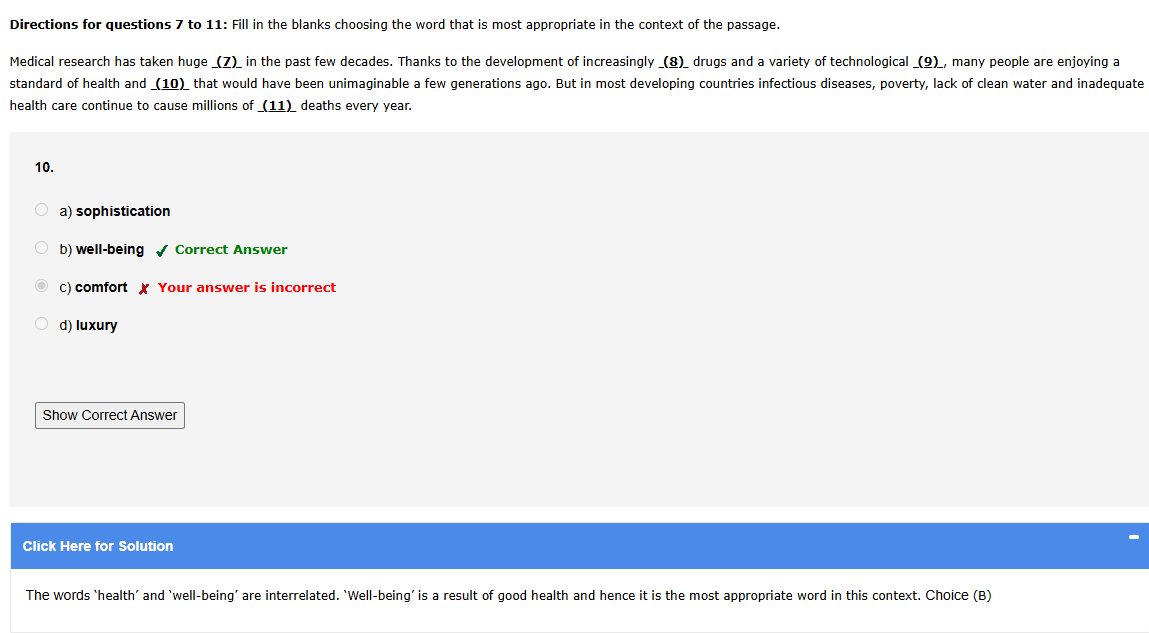 Directions for questions 7 to 11: Fill in the blanks choosing the word that is most appropriate in the context of the passage.
Medical research has taken huge (7) in the past few decades. Thanks to the development of increasingly (8) drugs and a variety of technological (9), many people are enjoying a
standard of health and (10) that would have been unimaginable a few generations ago. But in most developing countries infectious diseases, poverty, lack of clean water and inadequate
health care continue to cause millions of (11) deaths every year.
10.
a) sophistication
b) well-being ✓ Correct Answer
c) comfort ✗ Your answer is incorrect
d) luxury
Show Correct Answer
Click Here for Solution
The words ‘health’ and ‘well-being’ are interrelated. ‘Well-being’ is a result of good health and hence it is the most appropriate word in this context. Choice (B)